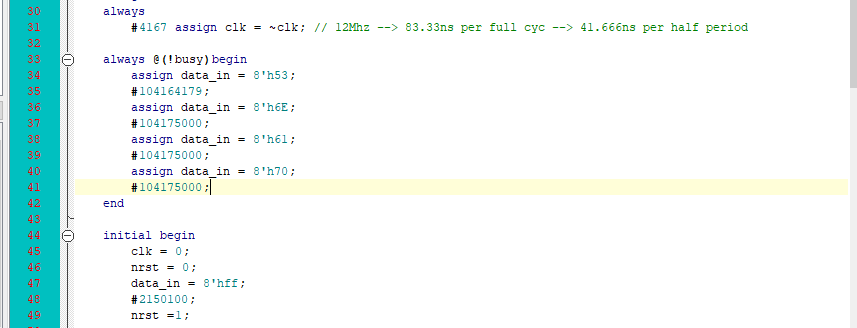 30 always
31 #4167 assign clk = ~clk; // 12Mhz --> 83.33ns per full cyc --> 41.666ns per half period
32
33 always @(!busy)begin
34 assign data_in = 8'h53;
35 #104164179;
36 assign data_in = 8'h6E;
37 #104175000;
38 assign data_in = 8'h61;
39 #104175000;
40 assign data_in = 8'h70;
41 #104175000;
42 end
43
44 initial begin
45 clk = 0;
46 nrst = 0;
47 data_in = 8'hff;
48 #2150100;
49 nrst =1;